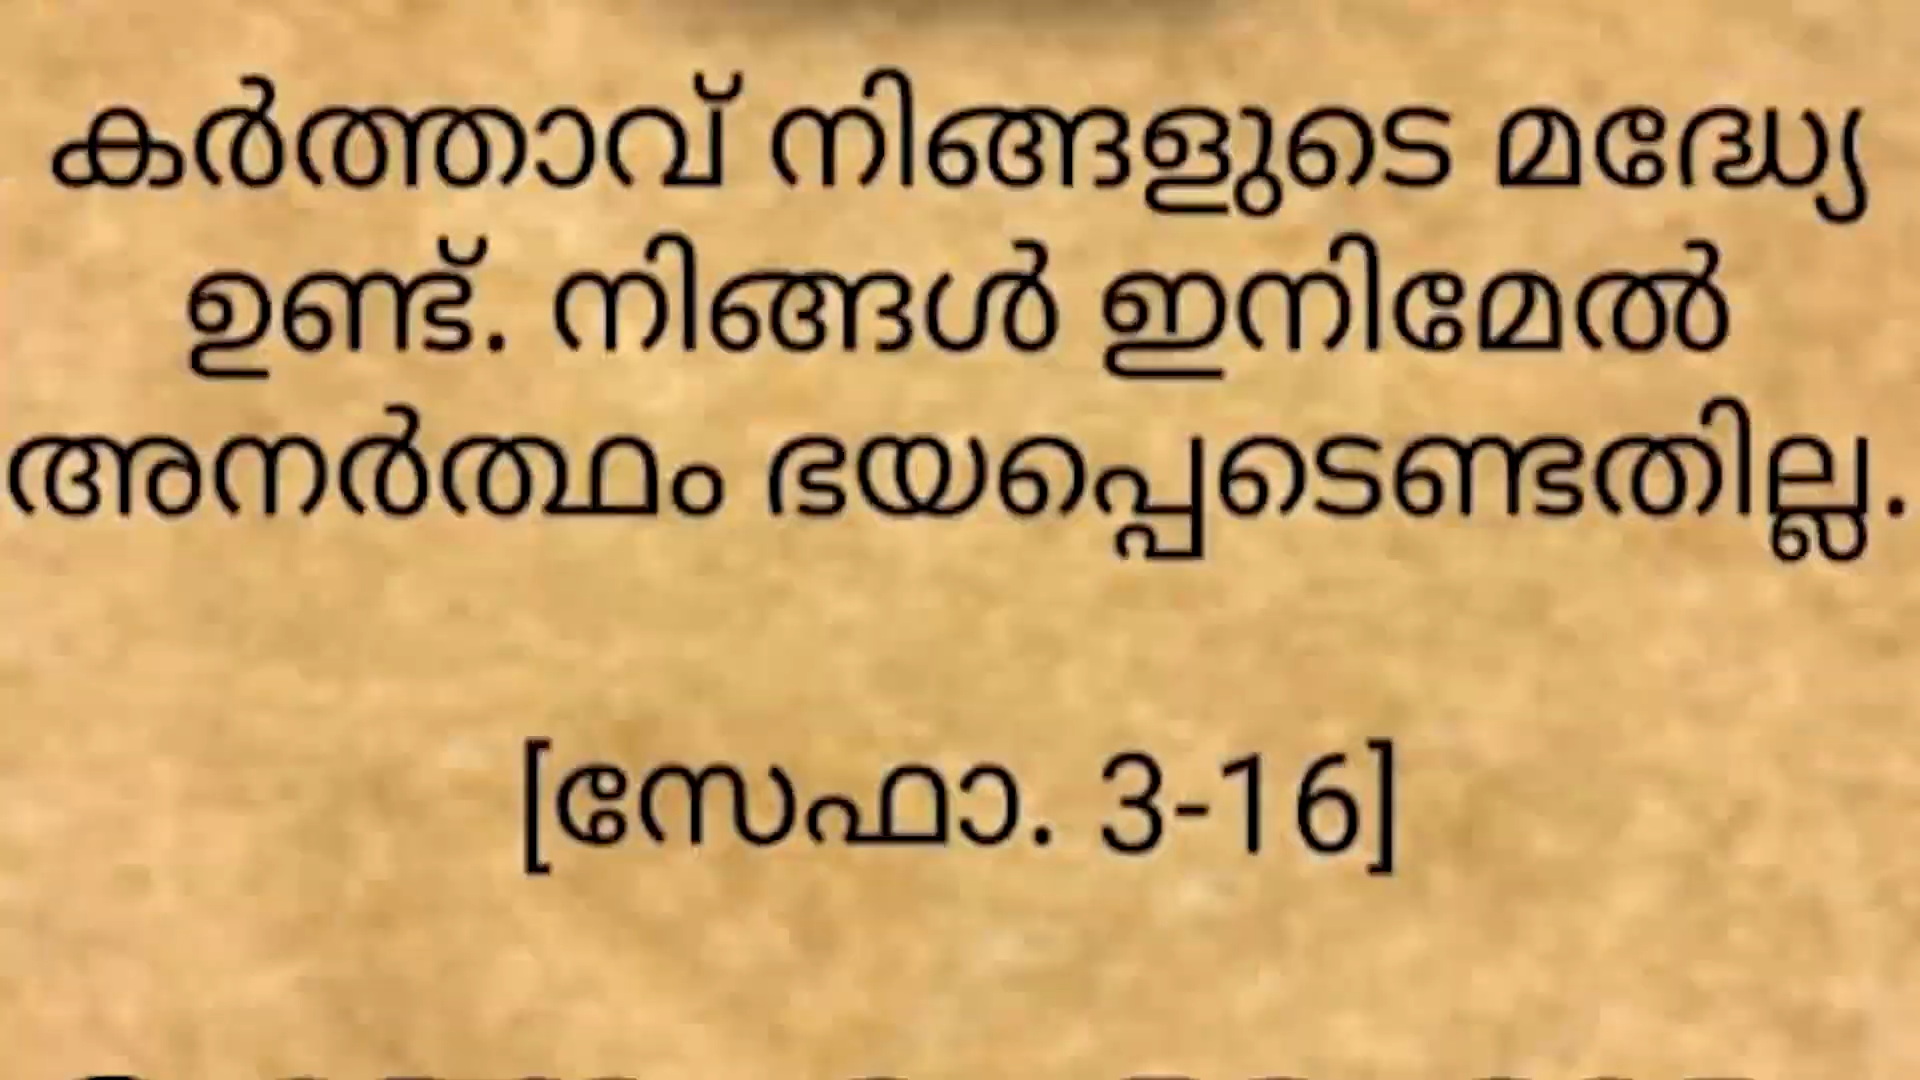 കർത്താവ് നിങ്ങളുടെ മദ്ധ്യേ
ഉണ്ട്. നിങ്ങൾ ഇനിമേൽ
അനർത്ഥം ഭയപ്പെടെണ്ടതില്ല.
[സേഫാ. 3-16]